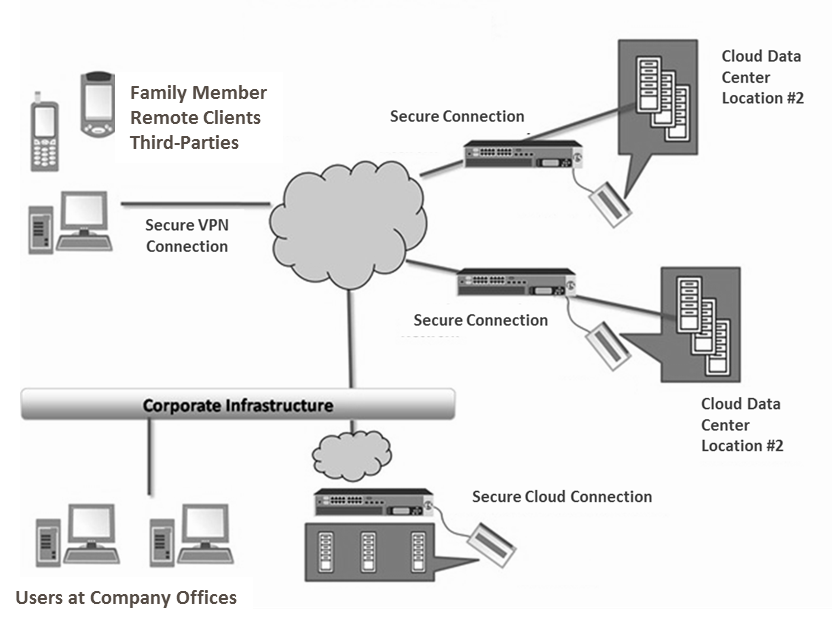 Family Member
Remote Clients
Third-Parties
Secure Connection
Cloud Data
Center
Location #2
Secure VPN
Connection
Secure Connection
Cloud Data
Center
Location #2
Corporate Infrastructure
Secure Cloud Connection
Users at Company Offices